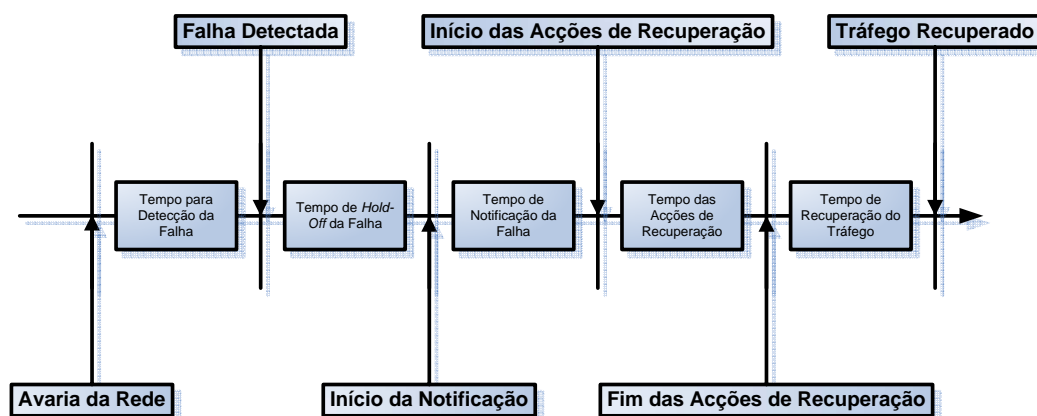 Falha Detectada
Início das Acções de Recuperação
Tráfego Recuperado
Tempo para
Detecção da
Falha
Tempo de Hold-
Off da Falha
Tempo de
Notificação da
Falha
Tempo das
Acções de
Recuperação
Tempo de
Recuperação do
Tráfego
Avaria da Rede
Início da Notificação
Fim das Acções de Recuperação